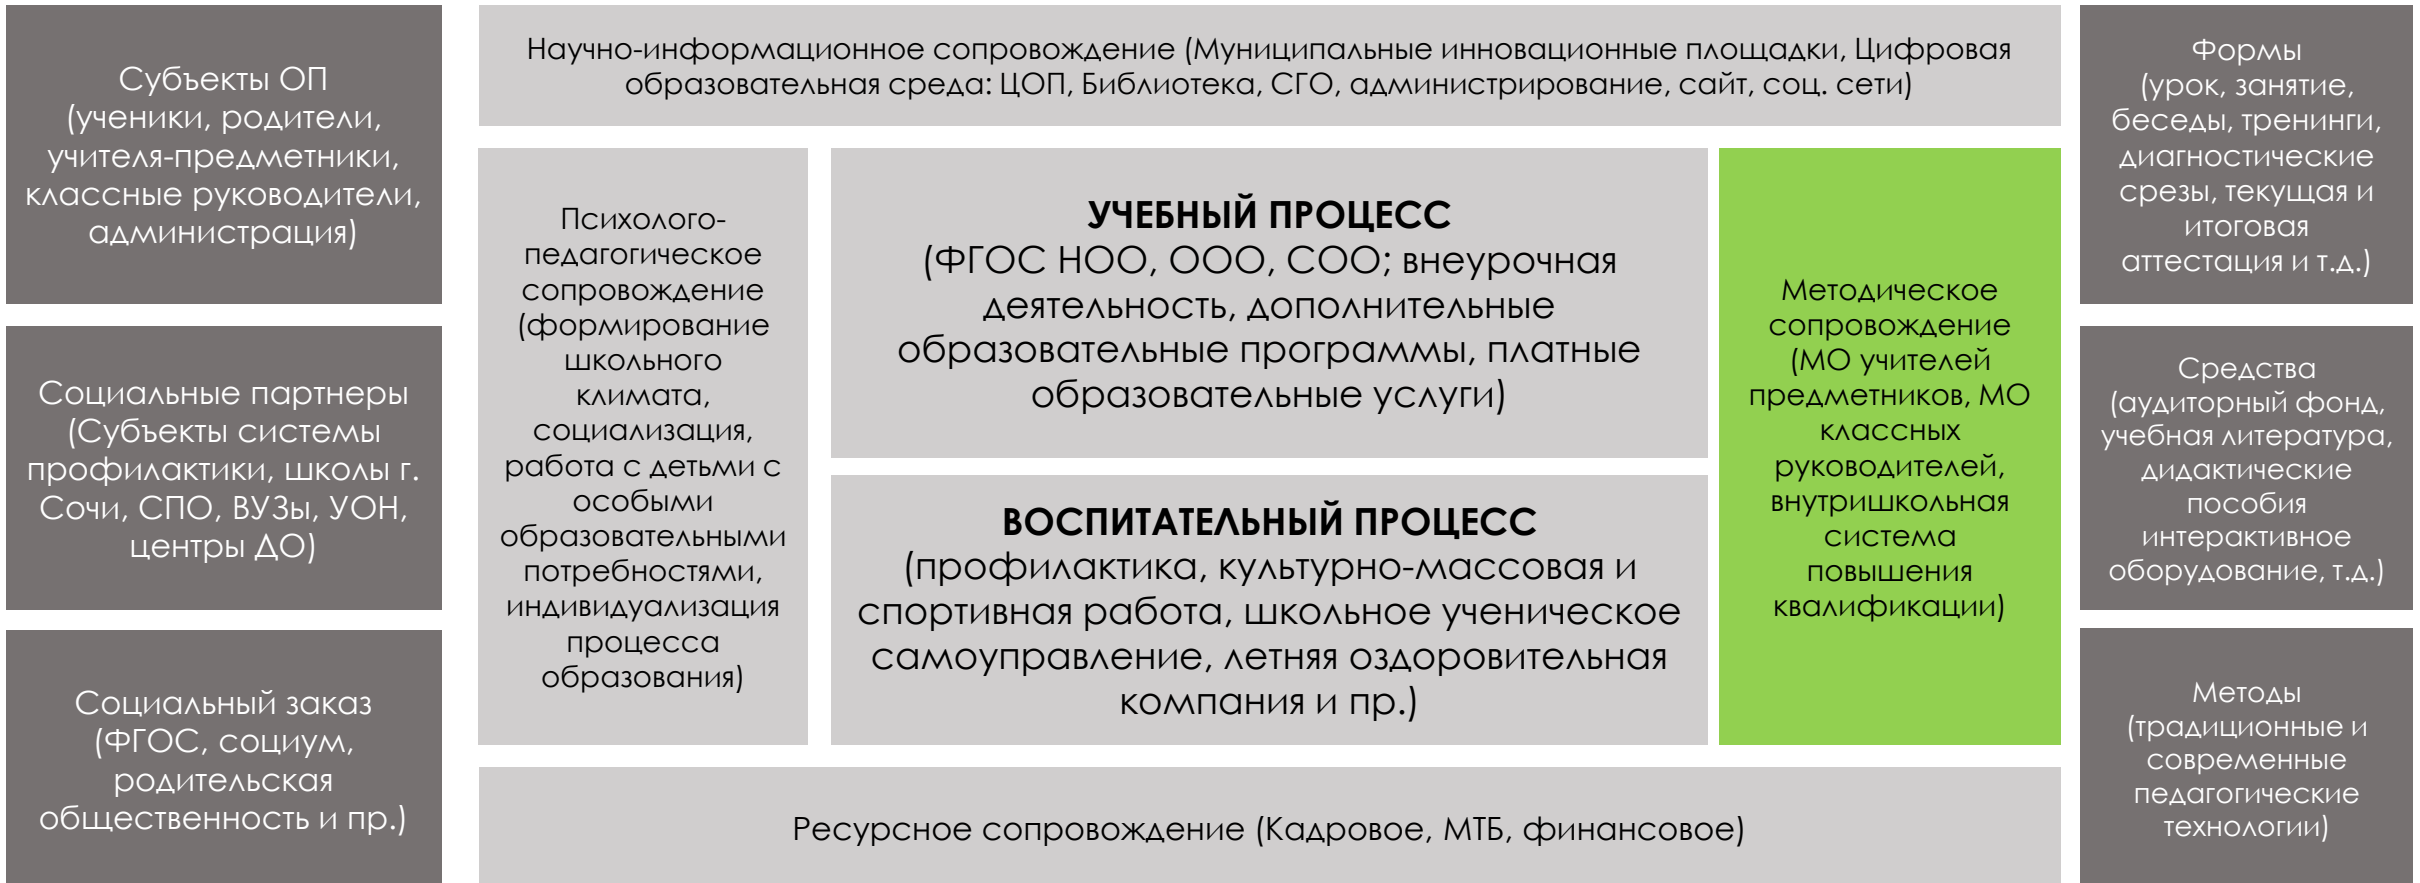 Субъекты ОП
(ученики, родители,
учителя-предметники,
классные руководители,
администрация)
Социальные партнеры
(Субъекты системы
профилактики, школы г.
Сочи, СПО, ВУЗы, УОН,
центры ДО)
Социальный заказ
(ФГОС, социум,
родительская
общественность и пр.)
Научно-информационное сопровождение (Муниципальные инновационные площадки, Цифровая
образовательная среда: ЦОП, Библиотека, СГО, администрирование, сайт, соц. сети)
Психолого-
педагогическое
сопровождение
(формирование
школьного
климата,
социализация,
работа с детьми с
особыми
образовательными
потребностями,
индивидуализация
процесса
образования)
УЧЕБНЫЙ ПРОЦЕСС
(ФГОС НОО, ООО, СОО; внеурочная
деятельность, дополнительные
образовательные программы, платные
образовательные услуги)
ВОСПИТАТЕЛЬНЫЙ ПРОЦЕСС
(профилактика, культурно-массовая и
спортивная работа, школьное ученическое
самоуправление, летняя оздоровительная
компания и пр.)
Методическое
сопровождение
(МО учителей
предметников, МО
классных
руководителей,
внутришкольная
система
повышения
квалификации)
Ресурсное сопровождение (Кадровое, МТБ, финансовое)
Формы
(урок, занятие,
беседы, тренинги,
диагностические
срезы, текущая и
итоговая
аттестация и т.д.)
Средства
(аудиторный фонд,
учебная литература,
дидактические
пособия
интерактивное
оборудование, т.д.)
Методы
(традиционные и
современные
педагогические
технологии)